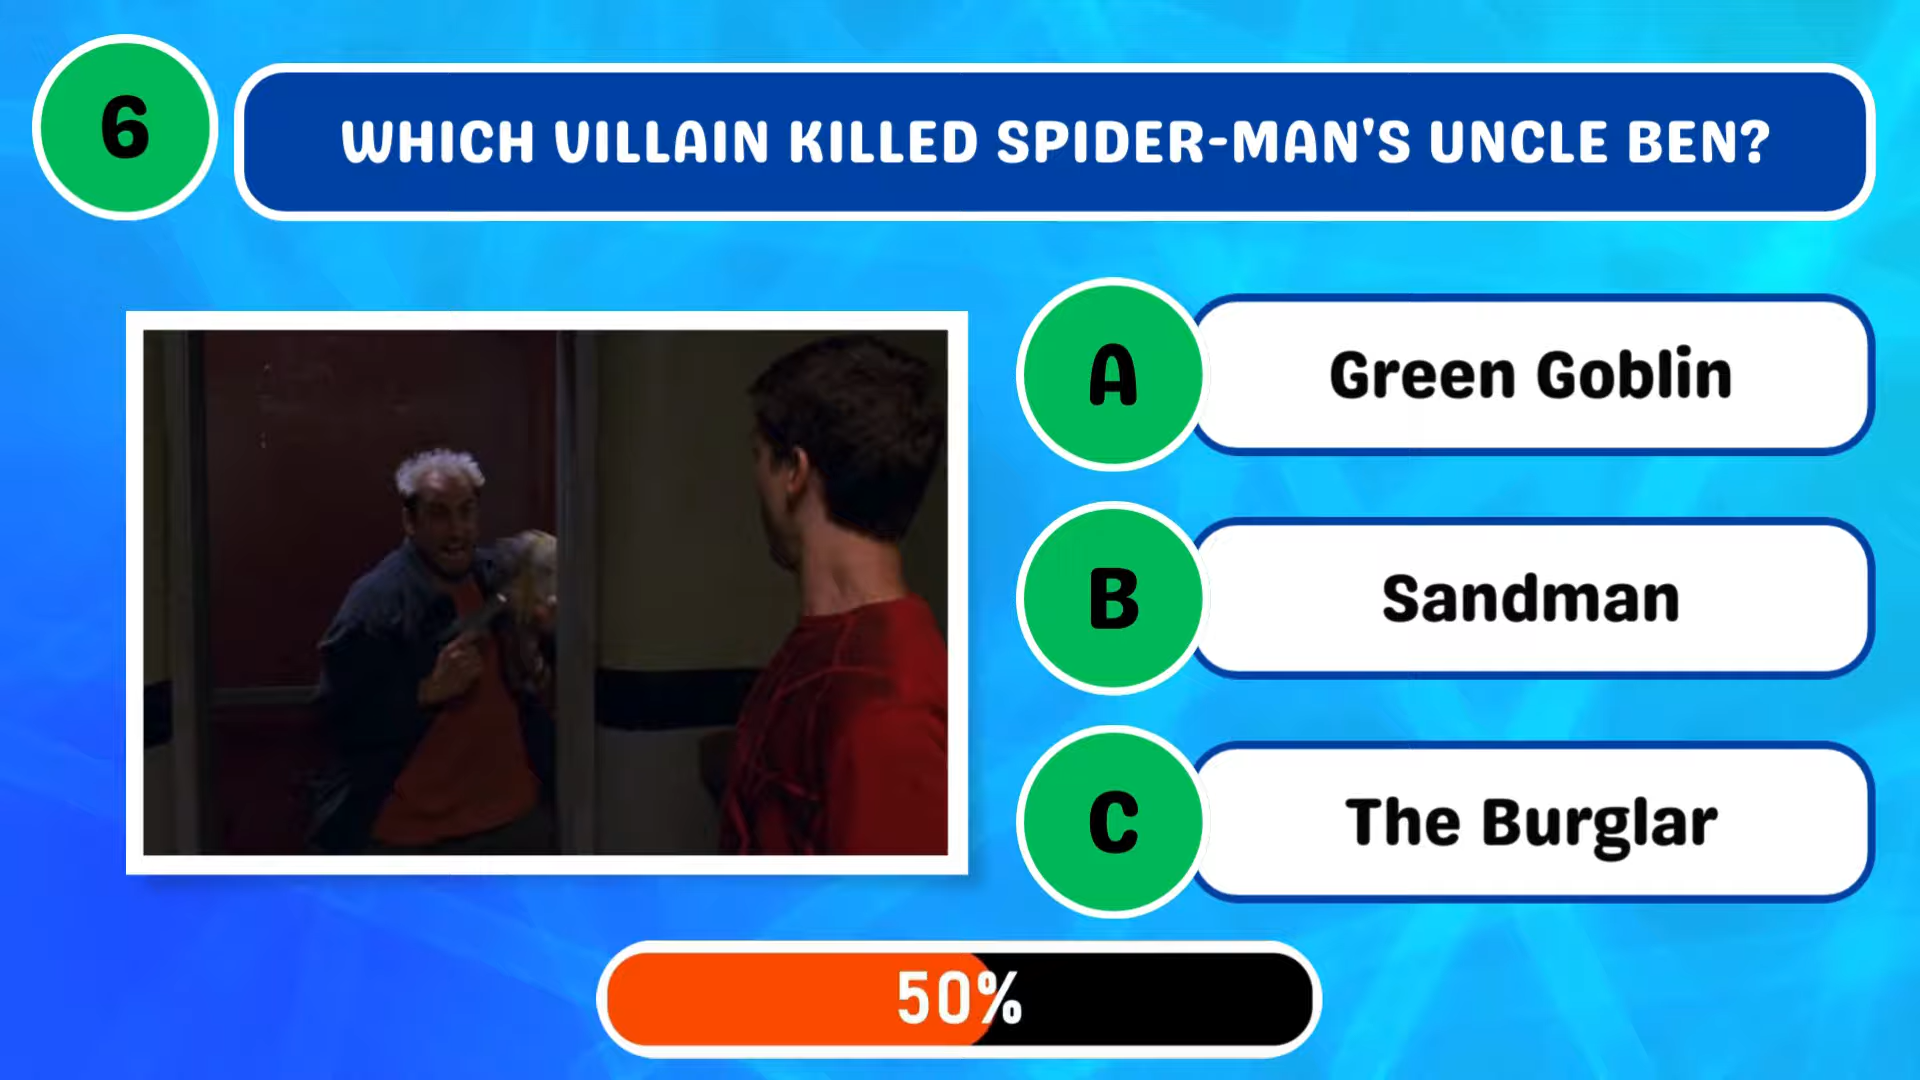 6
WHICH VILLAIN KILLED SPIDER-MAN'S UNCLE BEN?
A
Green Goblin
B
Sandman
C
The Burglar
50%